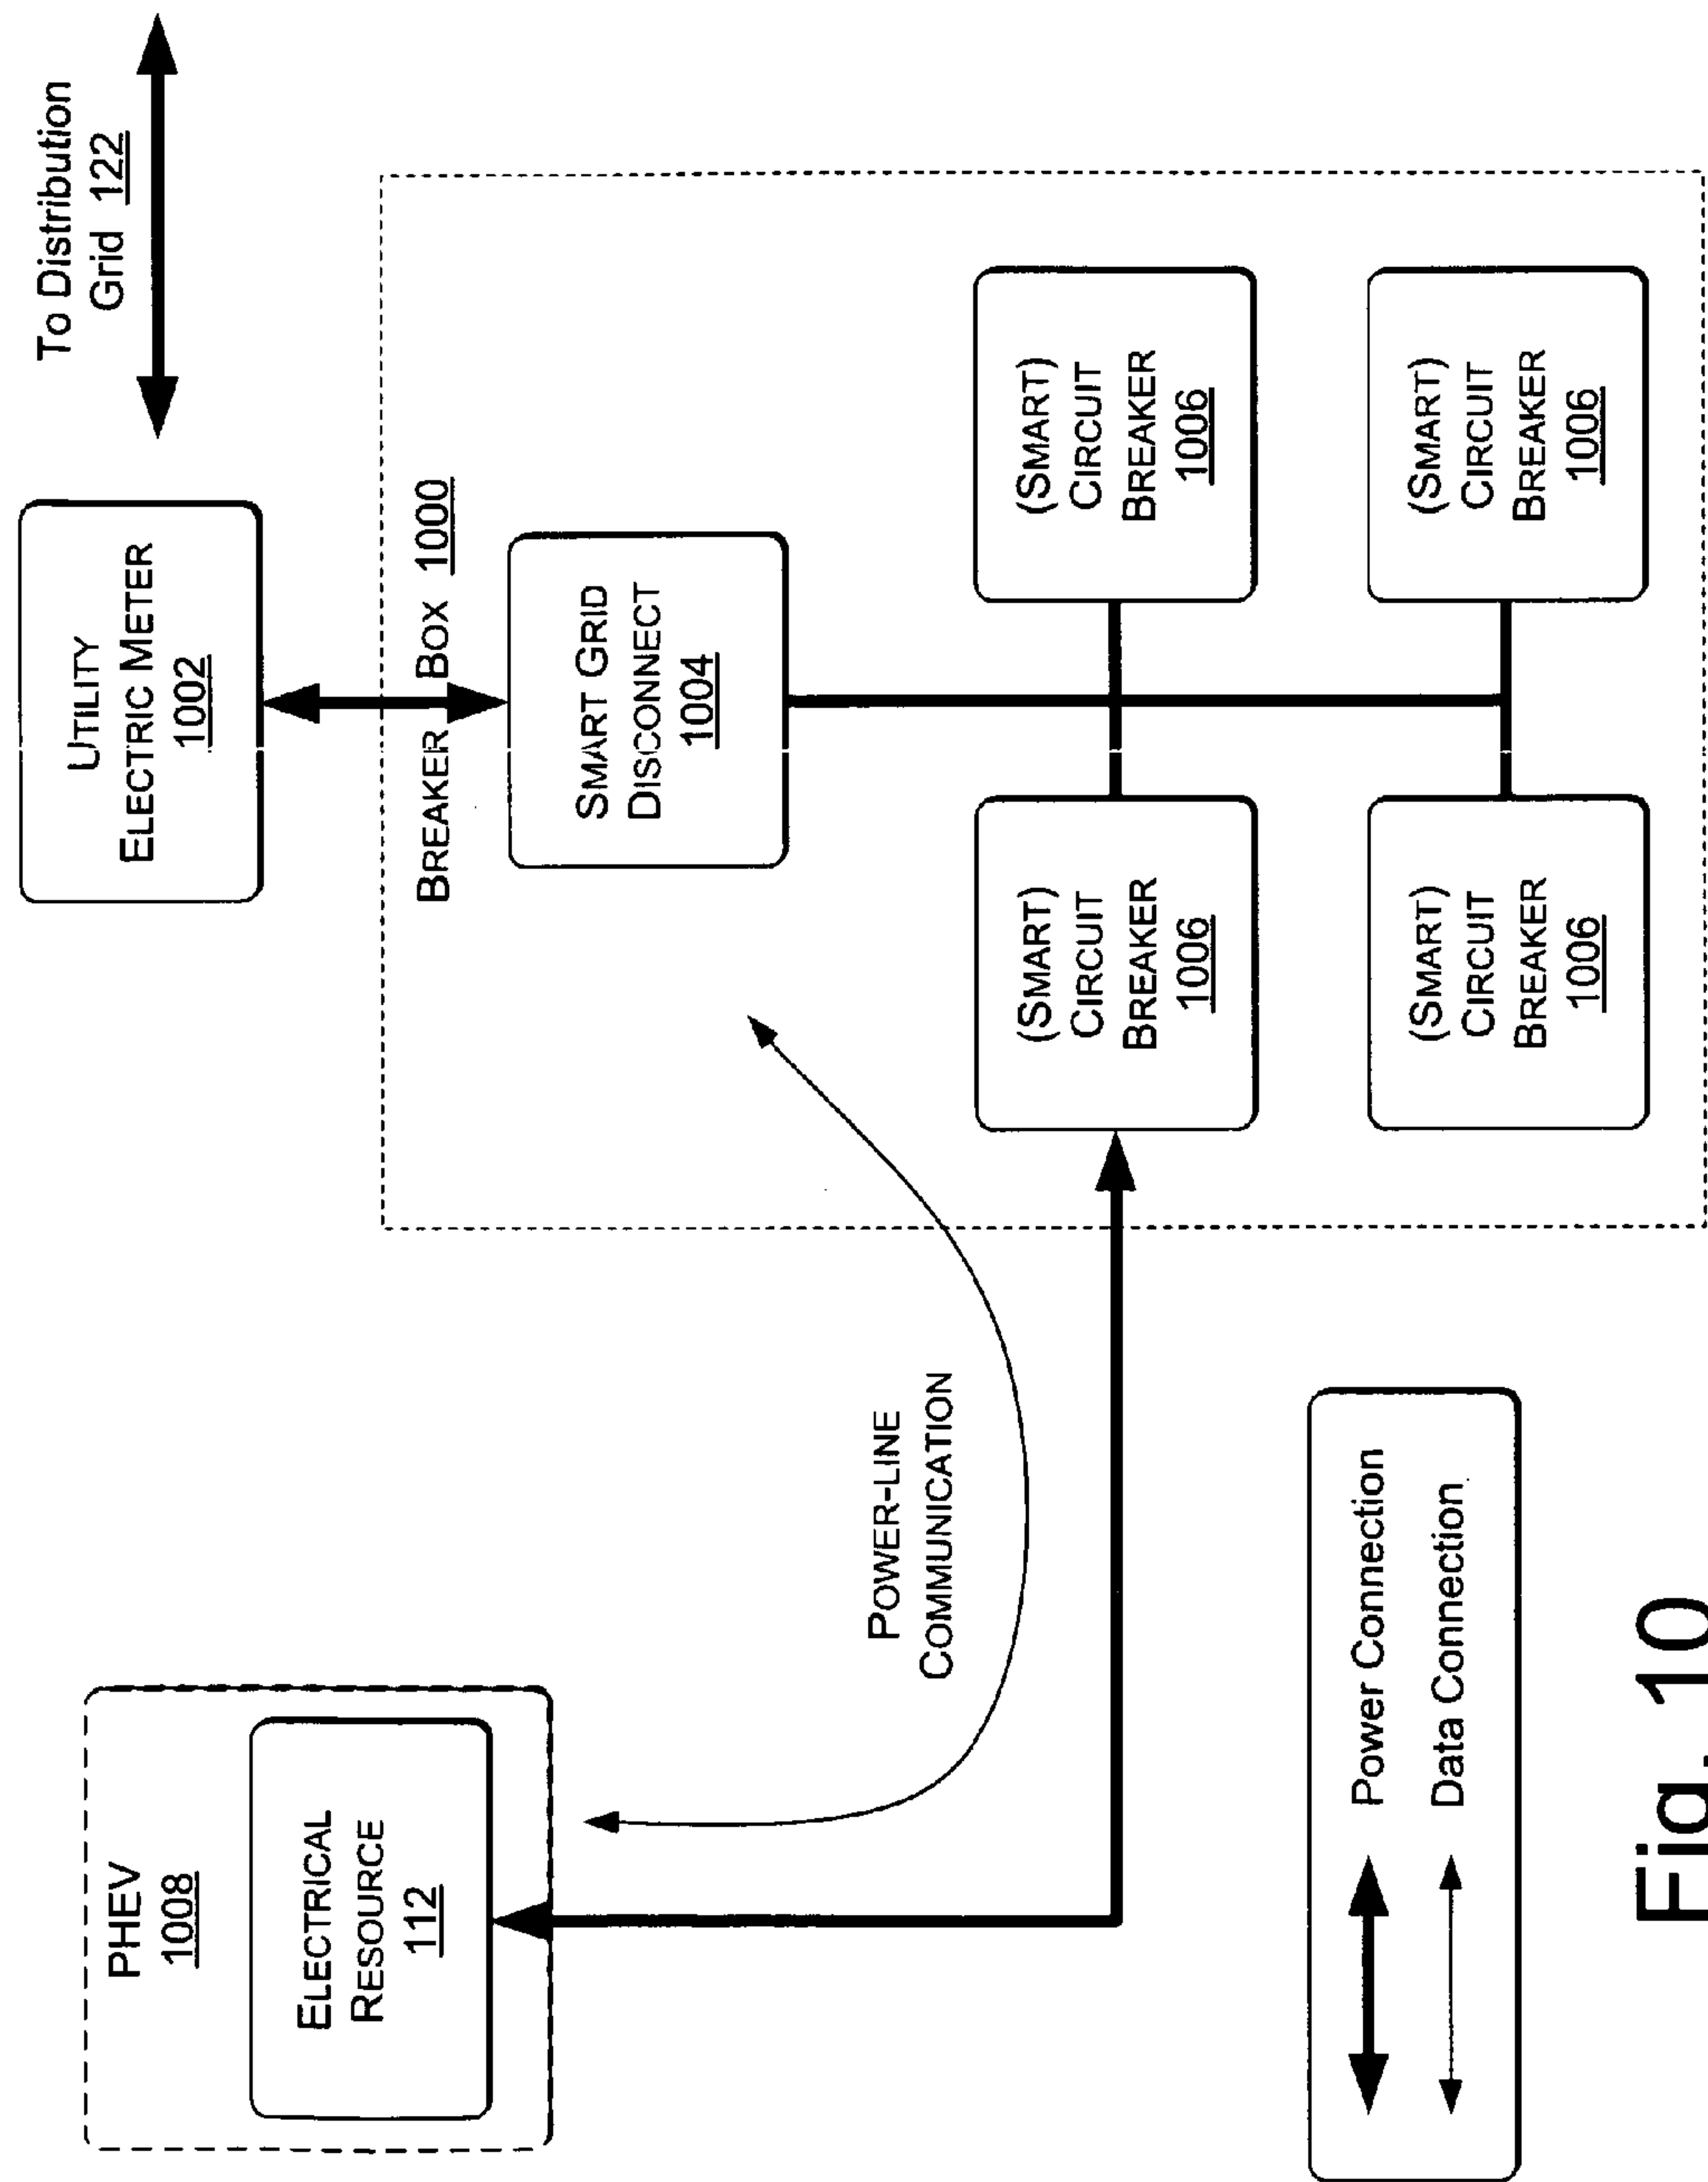 PHEV
1008
ELECTRICAL
RESOURCE
112
UTILITY
ELECTRIC METER
1002
To Distribution
Grid 122
BREAKER BOX 1000
SMART GRID
DISCONNECT
1004
POWER-LINE
COMMUNICATION
(SMART)
CIRCUIT
BREAKER
1006
(SMART)
CIRCUIT
BREAKER
1006
(SMART)
CIRCUIT
BREAKER
1006
(SMART)
CIRCUIT
BREAKER
1006
Power Connection
Data Connection
Fig. 10